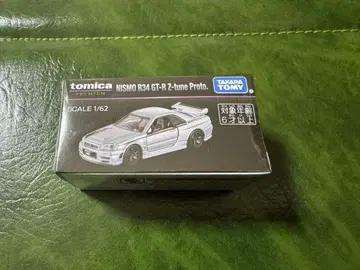 tomica
PREMIUM
NISMO R34 GT-R Z-tune Proto.
TAKARA
TOMY
SCALE 1/62
対象年齢
6才以上